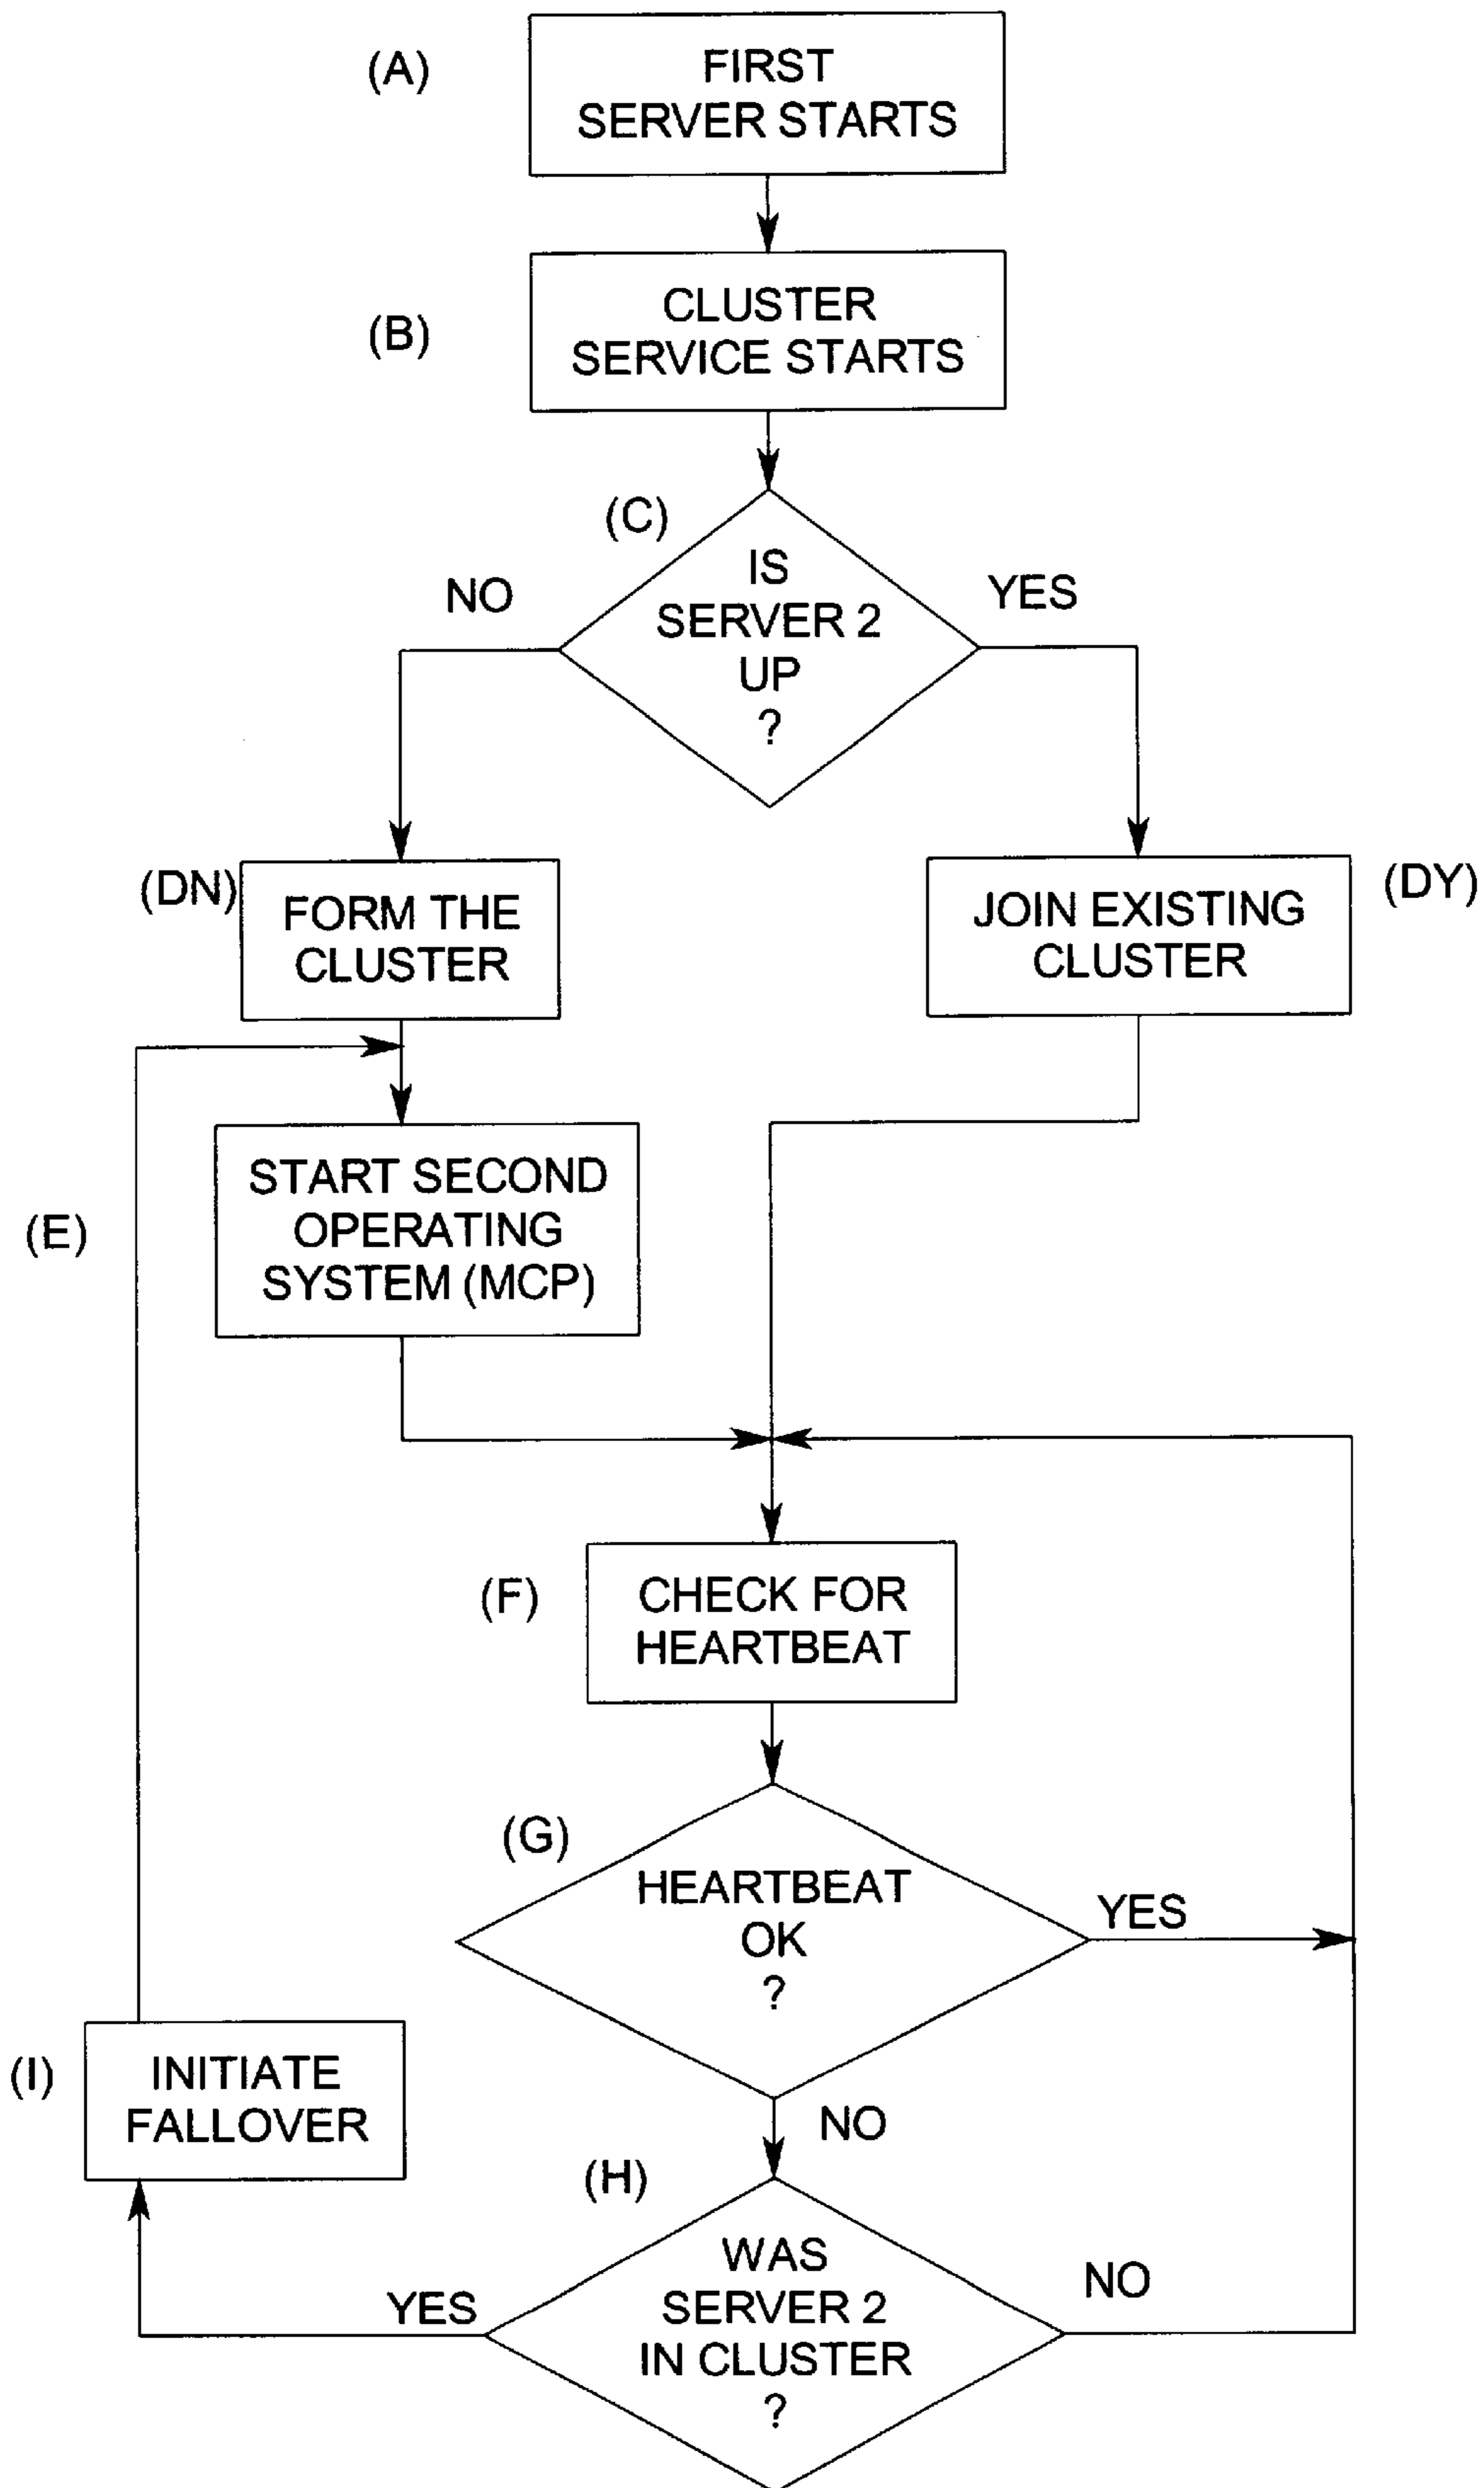 (A)
FIRST
SERVER STARTS
(B)
CLUSTER
SERVICE STARTS
(C)
IS
SERVER 2
UP
?
NO
YES
(DN)
FORM THE
CLUSTER
JOIN EXISTING
CLUSTER
(DY)
(E)
START SECOND
OPERATING
SYSTEM (MCP)
(F)
CHECK FOR
HEARTBEAT
(G)
HEARTBEAT
OK
?
YES
NO
(I)
INITIATE
FALLOVER
(H)
WAS
SERVER 2
IN CLUSTER
?
YES
NO